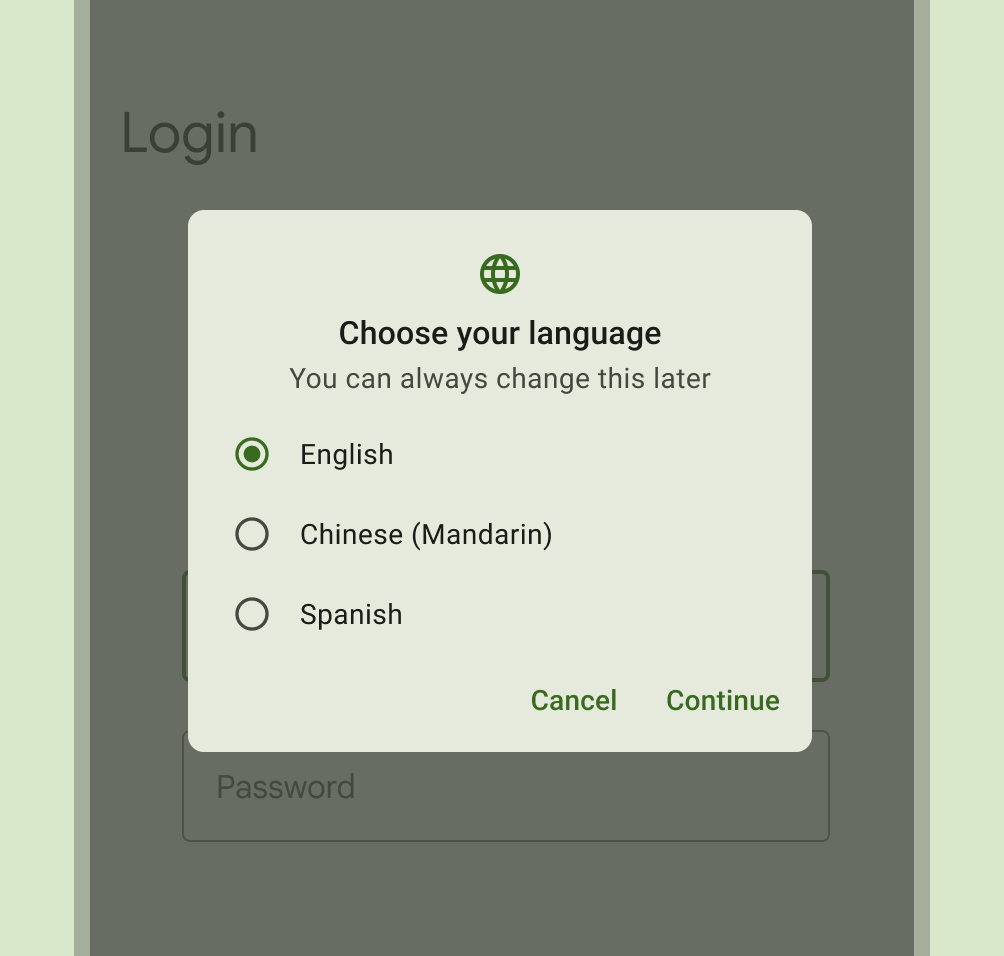 Login
Choose your language
You can always change this later
English
Chinese (Mandarin)
Spanish
Cancel Continue
Password